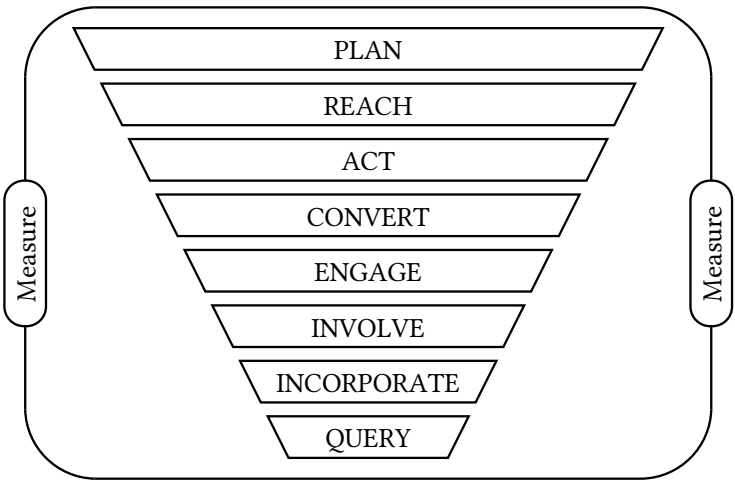 PLAN
REACH
ACT
CONVERT
ENGAGE
INVOLVE
INCORPORATE
QUERY
Measure
Measure